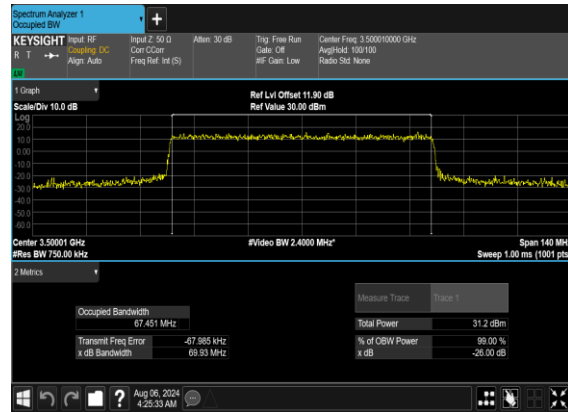 Spectrum Analyzer 1
Occupied BW
+
KEYSIGHT
R T
LW
Input: RF
Coupling: DC
Align: Auto
Input Z: 50 Ω
Corr CCorr
Freq Ref: Int (S)
Atten: 30 dB
Trig: Free Run
Gate: Off
#IF Gain: Low
Center Freq: 3.500010000 GHz
Avg|Hold: 100/100
Radio Std: None
1 Graph
Scale/Div 10.0 dB
Ref Lvl Offset 11.90 dB
Ref Value 30.00 dBm
Log
20.0
10.0
0.00
-10.0
-20.0
-30.0
-40.0
-50.0
-60.0
Center 3.50001 GHz
#Res BW 750.00 kHz
#Video BW 2.4000 MHz*
Span 140 MH
Sweep 1.00 ms (1001 pts
2 Metrics
Occupied Bandwidth
67.451 MHz
Transmit Freq Error -67.985 kHz
x dB Bandwidth 69.93 MHz
Measure Trace Trace 1
Total Power 31.2 dBm
% of OBW Power 99.00 %
x dB -26.00 dB
?
Aug 06, 2024
4:25:33 AM